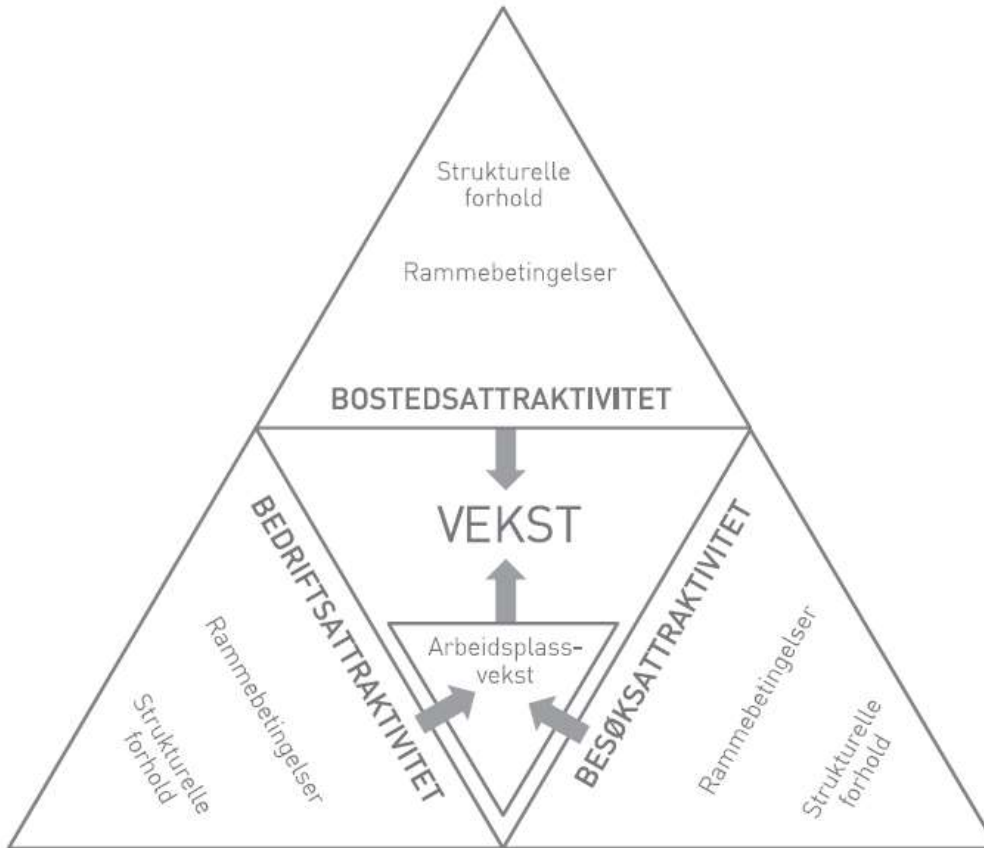 Strukturelle
forhold
Rammebetingelser
BOSTEDSATTRAKTIVITET
VEKST
BEDRIFTSATTRAKTIVITET
Rammebetingelser
Strukturelle
forhold
Arbeidsplass-
vekst
BESØKSATTRAKTIVITET
Rammebetingelser
Strukturelle
forhold